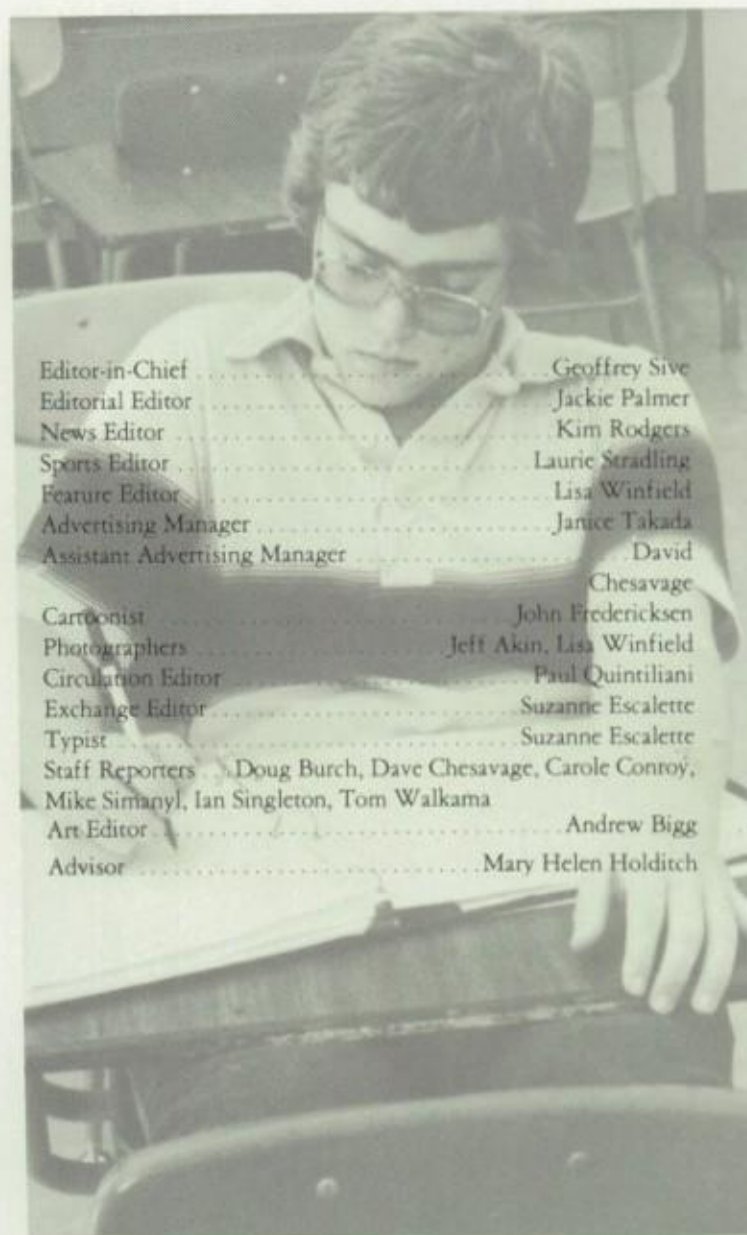 Editor-in-Chief . . . . . . . . . . . . . . . . . . . . Geoffrey Sive
Editorial Editor . . . . . . . . . . . . . . . . . . . . Jackie Palmer
News Editor . . . . . . . . . . . . . . . . . . . . Kim Rodgers
Sports Editor . . . . . . . . . . . . . . . . . . . . Laurie Stradling
Feature Editor . . . . . . . . . . . . . . . . . . . . Lisa Winfield
Advertising Manager . . . . . . . . . . . . . . . . . . . . Janice Takada
Assistant Advertising Manager . . . . . . . . . . . . . . . David
Chesavage
Cartoonist . . . . . . . . . . . . . . . . . . . . John Fredericksen
Photographers . . . . . . . . . . . . . . . Jeff Akin, Lisa Winfield
Circulation Editor . . . . . . . . . . . . . . . . . . . . Paul Quintiliani
Exchange Editor . . . . . . . . . . . . . . . . . . . . Suzanne Escalette
Typist . . . . . . . . . . . . . . . . . . . . Suzanne Escalette
Staff Reporters . . . Doug Burch, Dave Chesavage, Carole Conroy,
Mike Simanyl, Ian Singleton, Tom Walkama
Art Editor . . . . . . . . . . . . . . . . . . . . Andrew Bigg
Advisor . . . . . . . . . . . . . . . . . . . . Mary Helen Holditch